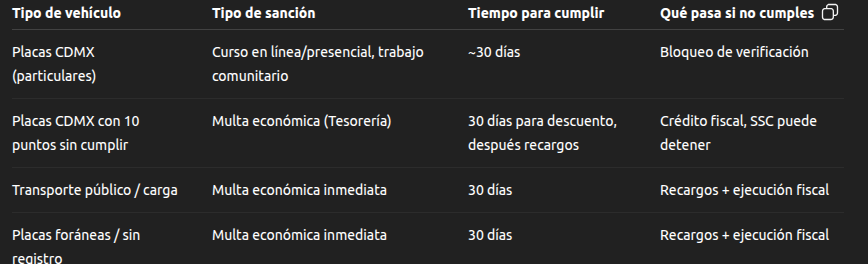 Tipo de vehículo Tipo de sanción Tiempo para cumplir Qué pasa si no cumples
Placas CDMX Curso en línea/presencial, trabajo ~30 días Bloqueo de verificación
(particulares) comunitario
Placas CDMX con 10 Multa económica (Tesorería) 30 días para descuento, Crédito fiscal, SSC puede
puntos sin cumplir después recargos detener
Transporte público / carga Multa económica inmediata 30 días Recargos + ejecución fiscal
Placas foráneas / sin Multa económica inmediata 30 días Recargos + ejecución fiscal
registro